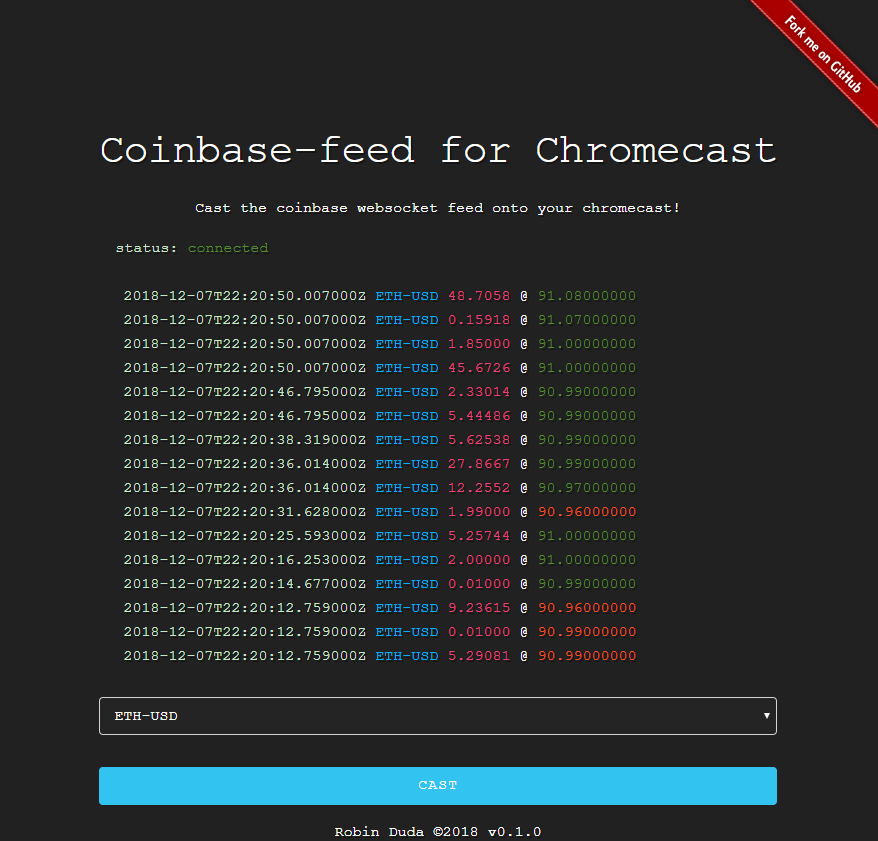 Fork me on GitHub
Coinbase-feed for Chromecast
Cast the coinbase websocket feed onto your chromecast!
status: connected
2018-12-07T22:20:50.007000Z ETH-USD 48.7058 @ 91.08000000
2018-12-07T22:20:50.007000Z ETH-USD 0.15918 @ 91.07000000
2018-12-07T22:20:50.007000Z ETH-USD 1.85000 @ 91.00000000
2018-12-07T22:20:50.007000Z ETH-USD 45.6726 @ 91.00000000
2018-12-07T22:20:46.795000Z ETH-USD 2.33014 @ 90.99000000
2018-12-07T22:20:46.795000Z ETH-USD 5.44486 @ 90.99000000
2018-12-07T22:20:38.319000Z ETH-USD 5.62538 @ 90.99000000
2018-12-07T22:20:36.014000Z ETH-USD 27.8667 @ 90.99000000
2018-12-07T22:20:36.014000Z ETH-USD 12.2552 @ 90.97000000
2018-12-07T22:20:31.628000Z ETH-USD 1.99000 @ 90.96000000
2018-12-07T22:20:25.593000Z ETH-USD 5.25744 @ 91.00000000
2018-12-07T22:20:16.253000Z ETH-USD 2.00000 @ 91.00000000
2018-12-07T22:20:14.677000Z ETH-USD 0.01000 @ 90.99000000
2018-12-07T22:20:12.759000Z ETH-USD 9.23615 @ 90.96000000
2018-12-07T22:20:12.759000Z ETH-USD 0.01000 @ 90.99000000
2018-12-07T22:20:12.759000Z ETH-USD 5.29081 @ 90.99000000
ETH-USD
CAST
Robin Duda ©2018 v0.1.0